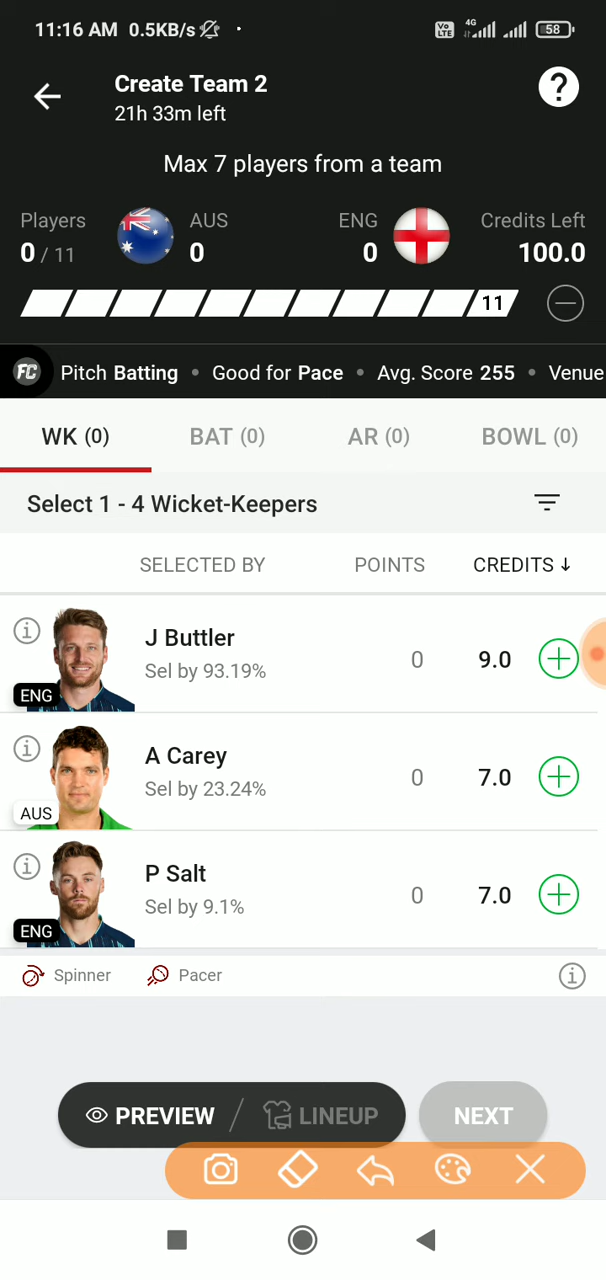 11:16 AM 0.5KB/s
Vo LTE 4G 58
Create Team 2
21h 33m left
?
Max 7 players from a team
Players AUS ENG Credits Left
0 / 11 0 0 100.0
11
FC Pitch Batting • Good for Pace • Avg. Score 255 • Venue
WK (0) BAT (0) AR (0) BOWL (0)
Select 1 - 4 Wicket-Keepers
SELECTED BY POINTS CREDITS ↓
J Buttler
Sel by 93.19% 0 9.0
ENG
A Carey
Sel by 23.24% 0 7.0
AUS
P Salt
Sel by 9.1% 0 7.0
ENG
Spinner Pacer
PREVIEW / LINEUP NEXT